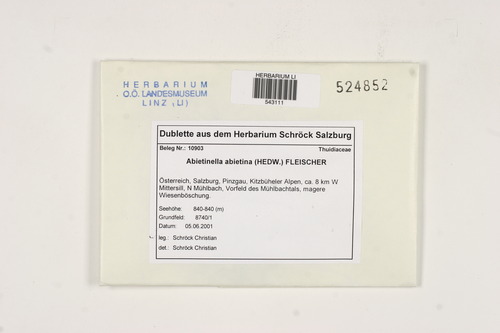 HERBARIUM
O.Ö. LANDESMUSEUM
LINZ (LI)
HERBARIUM LI
543111
524852
Dublette aus dem Herbarium Schröck Salzburg
Beleg Nr.: 10903 Thuidiaceae
Abietinella abietina (HEDW.) FLEISCHER
Österreich, Salzburg, Pinzgau, Kitzbüheler Alpen, ca. 8 km W
Mittersill, N Mühlbach, Vorfeld des Mühlbachtals, magere
Wiesenböschung.
Seehöhe: 840-840 (m)
Grundfeld: 8740/1
Datum: 05.06.2001
leg.: Schröck Christian
det.: Schröck Christian